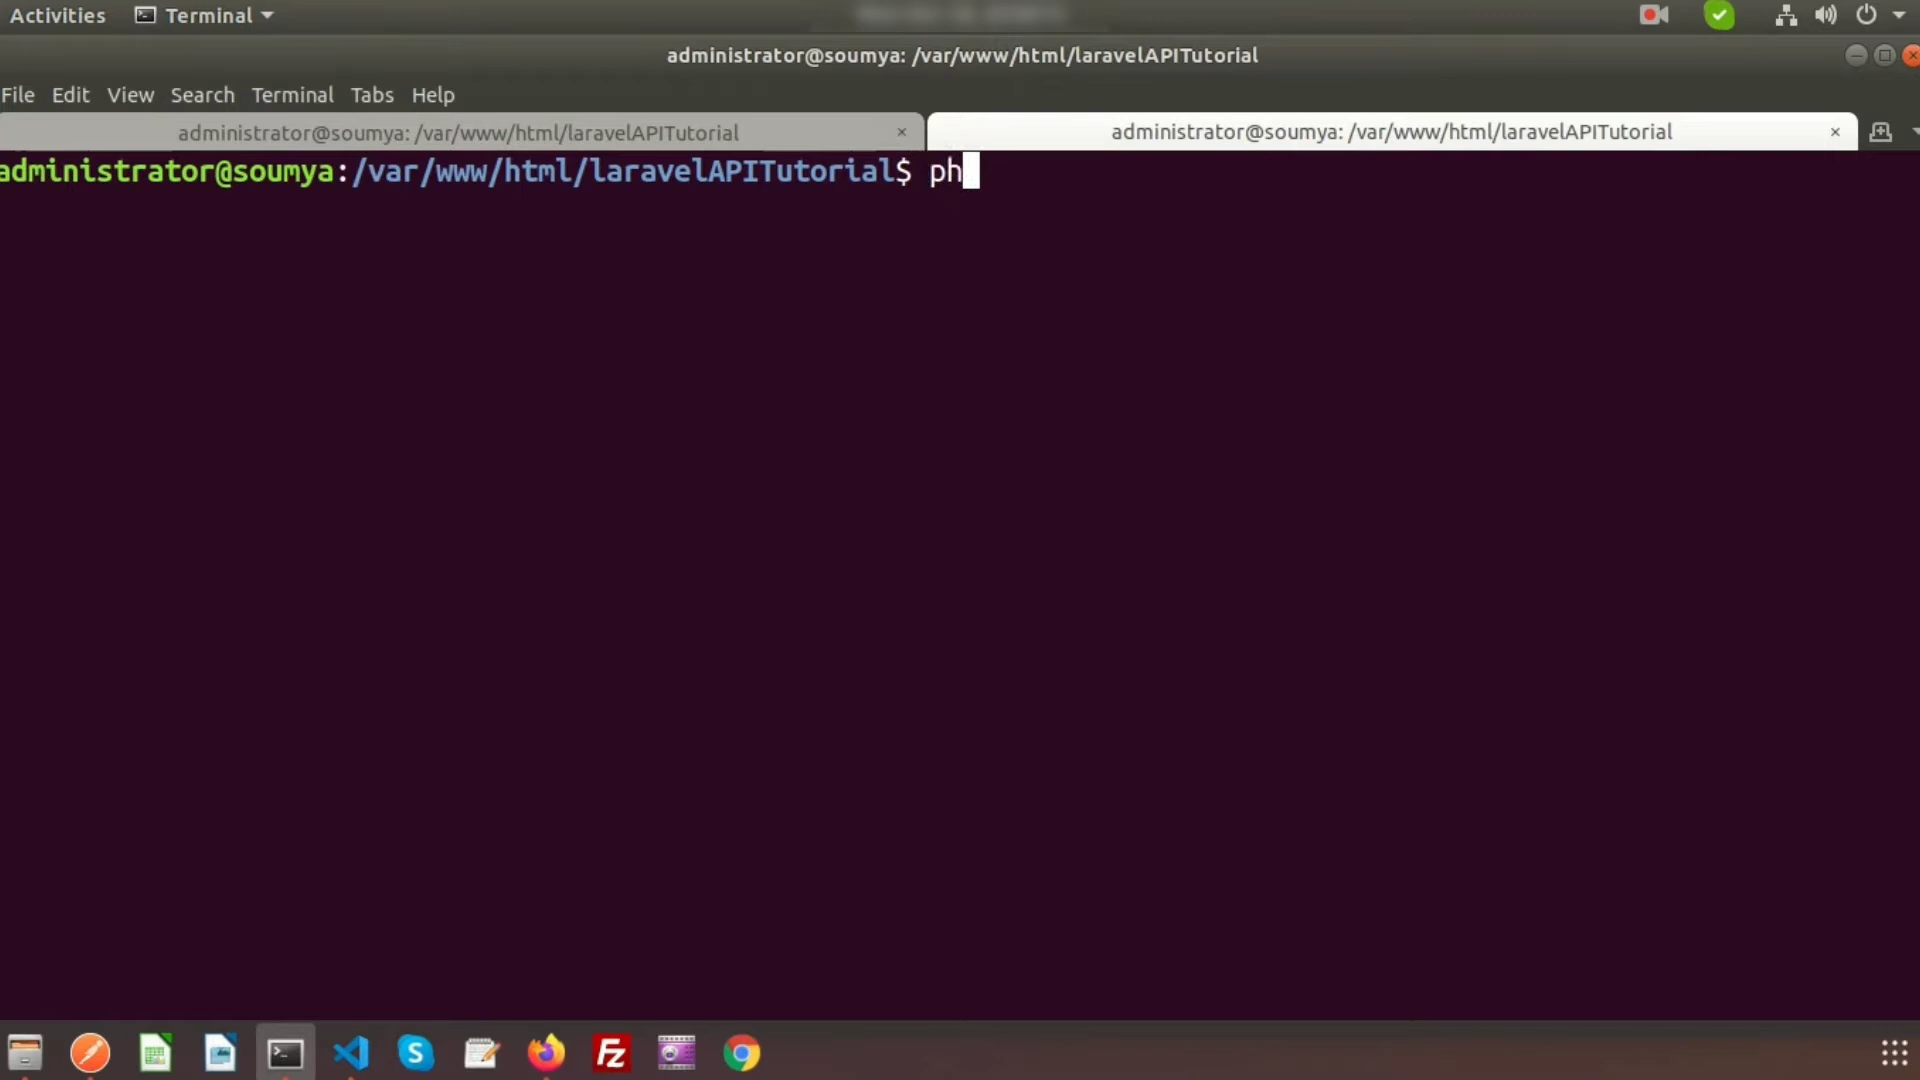 Activities Terminal
administrator@soumya: /var/www/html/laravelAPITutorial
File Edit View Search Terminal Tabs Help
administrator@soumya: /var/www/html/laravelAPITutorial × administrator@soumya: /var/www/html/laravelAPITutorial ×
administrator@soumya:/var/www/html/laravelAPITutorial$ ph
S Fz